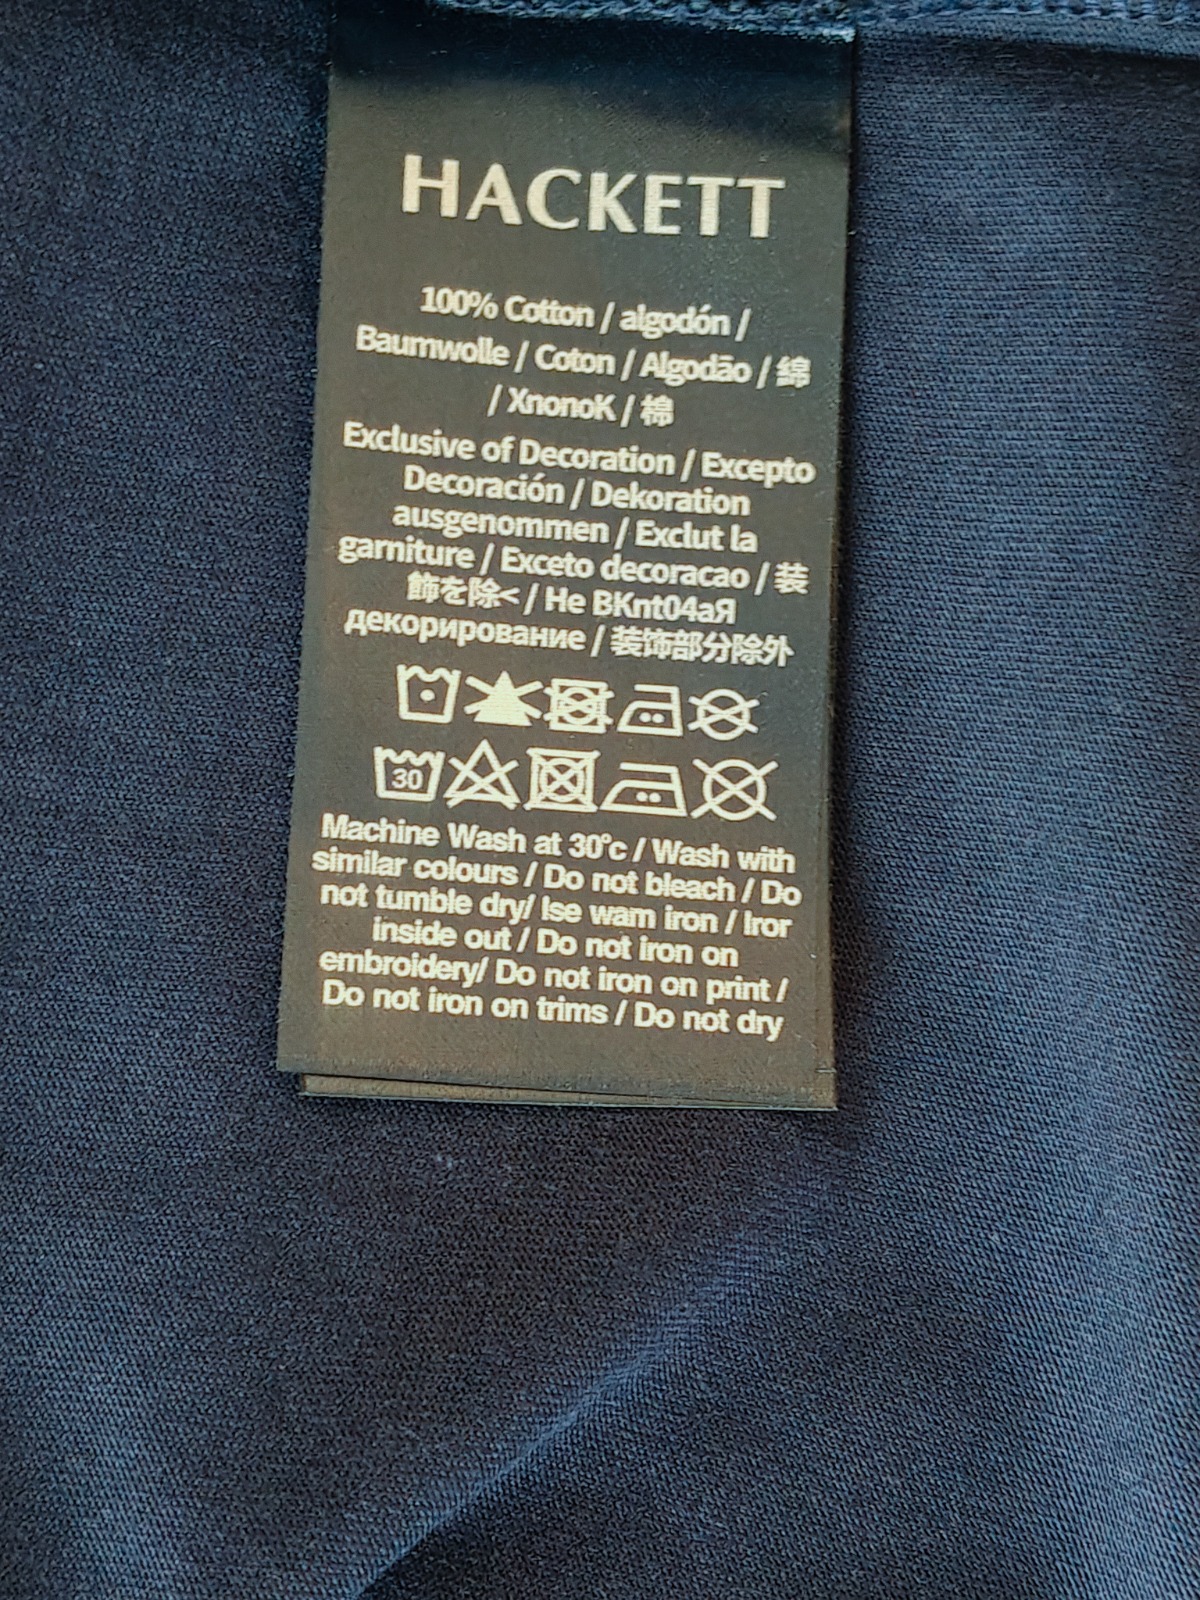 HACKETT
100% Cotton / algodón /
Baumwolle / Coton / Algodāo / 綿
/ XnonoK / 棉
Exclusive of Decoration / Excepto
Decoración / Dekoration
ausgenommen / Exclut la
garniture / Exceto decoracao / 装
飾を除< / He BKnt04aЯ
декорирование / 装饰部分除外
30
Machine Wash at 30°c / Wash with
similar colours / Do not bleach / Do
not tumble dry/ Ise wam iron / Iror
inside out / Do not iron on
embroidery/ Do not iron on print /
Do not iron on trims / Do not dry